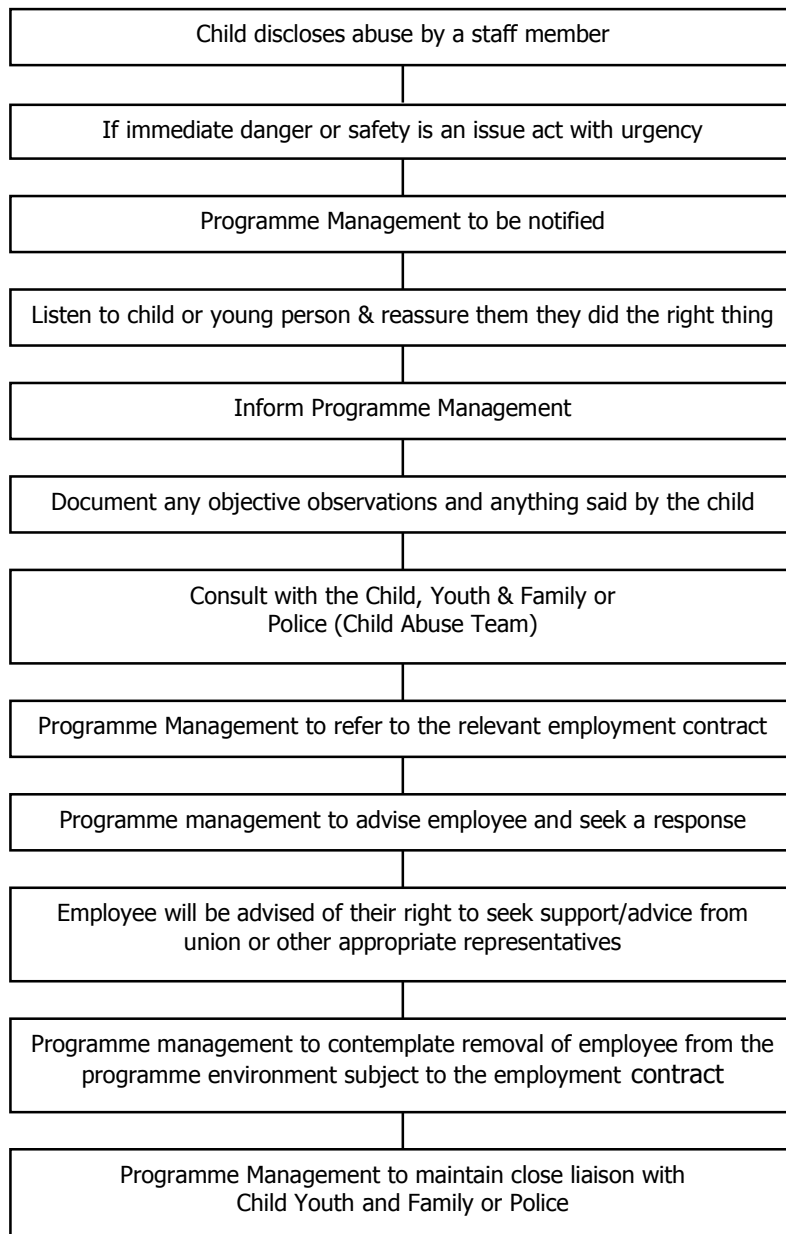 Child discloses abuse by a staff member
If immediate danger or safety is an issue act with urgency
Programme Management to be notified
Listen to child or young person & reassure them they did the right thing
Inform Programme Management
Document any objective observations and anything said by the child
Consult with the Child, Youth & Family or
Police (Child Abuse Team)
Programme Management to refer to the relevant employment contract
Programme management to advise employee and seek a response
Employee will be advised of their right to seek support/advice from
union or other appropriate representatives
Programme management to contemplate removal of employee from the
programme environment subject to the employment contract
Programme Management to maintain close liaison with
Child Youth and Family or Police